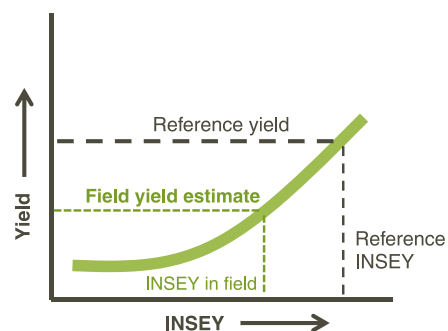 Reference yield
Field yield estimate
Yield
Reference
INSEY
INSEY in field
INSEY